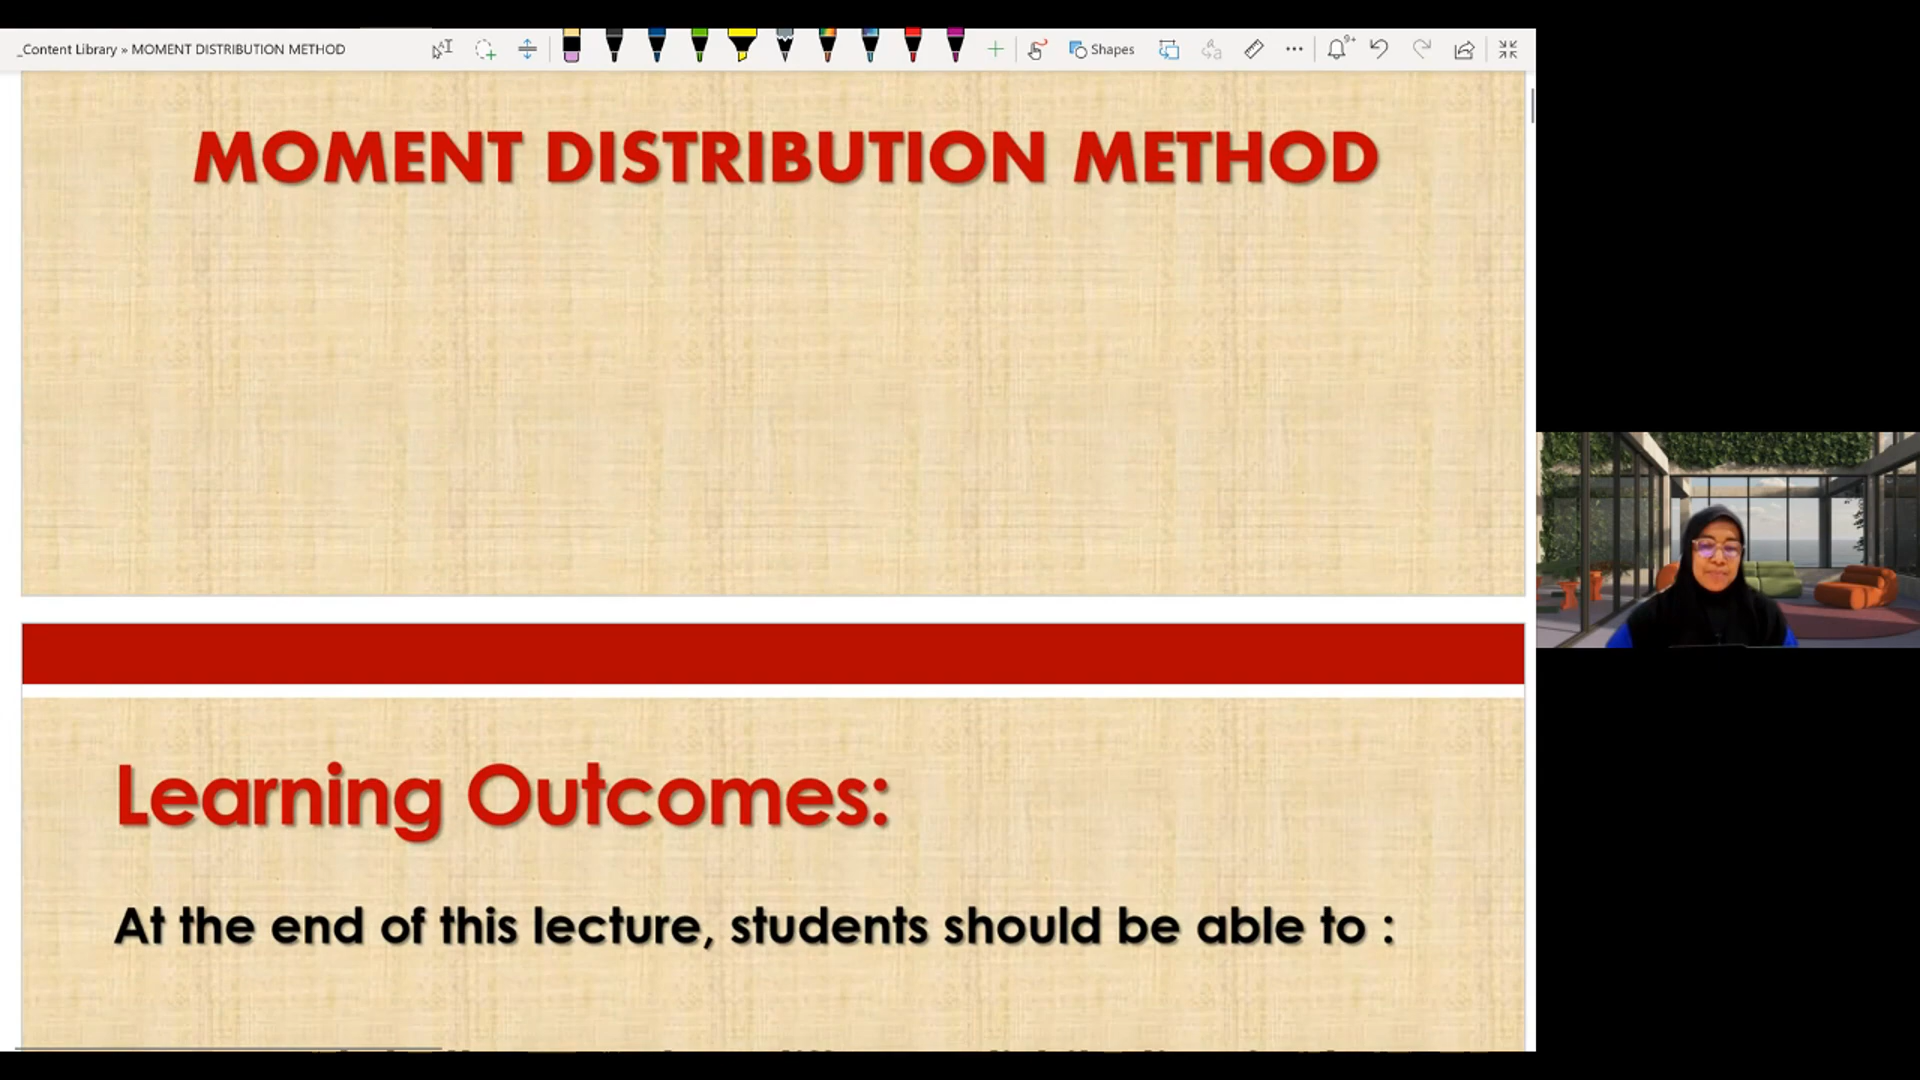 _Content Library » MOMENT DISTRIBUTION METHOD
Shapes
9+
MOMENT DISTRIBUTION METHOD
Learning Outcomes:
At the end of this lecture, students should be able to :